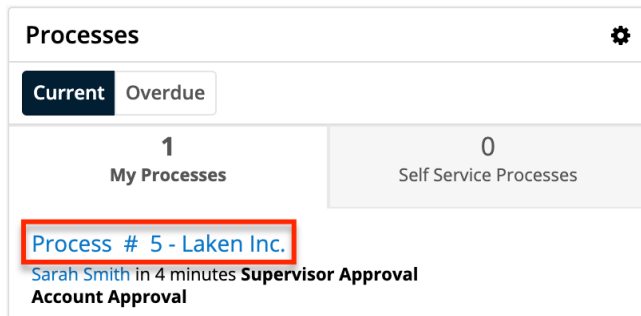 Processes
Current Overdue
1 0
My Processes Self Service Processes
Process # 5 - Laken Inc.
Sarah Smith in 4 minutes Supervisor Approval
Account Approval